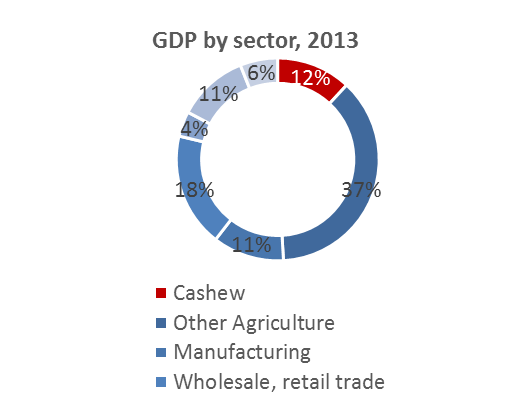 GDP by sector, 2013
12%
37%
11%
18%
4%
11%
6%
Cashew
Other Agriculture
Manufacturing
Wholesale, retail trade